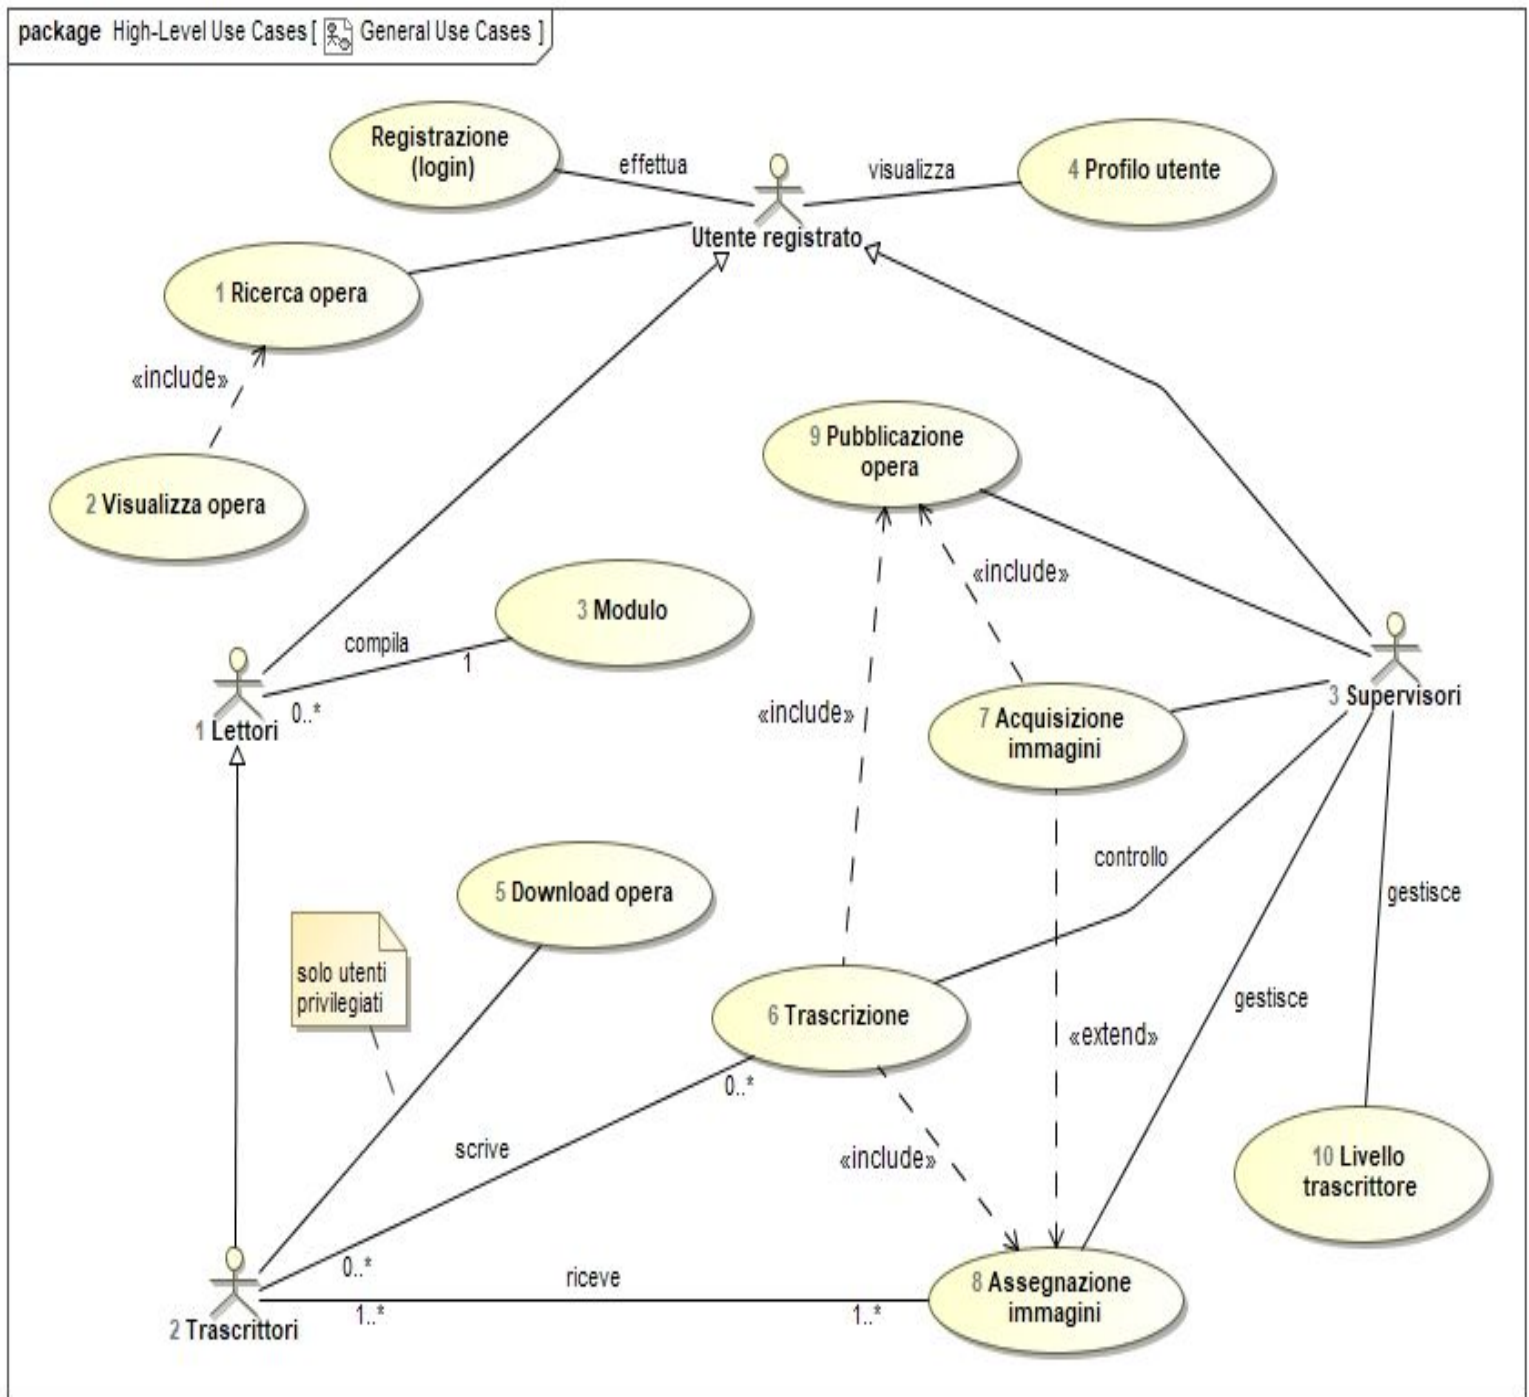 package High-Level Use Cases [ General Use Cases ]
Registrazione
(login)
effettua
visualizza
4 Profilo utente
Utente registrato
1 Ricerca opera
«include»
2 Visualizza opera
9 Pubblicazione
opera
«include»
3 Modulo
compila
1
0..*
1 Lettori
«include»
7 Acquisizione
immagini
3 Supervisori
controllo
gestisce
5 Download opera
solo utenti
privilegiati
6 Trascrizione
gestisce
«extend»
0..*
scrive
«include»
10 Livello
trascrittore
0..*
riceve
1..*
1..*
8 Assegnazione
immagini
2 Trascrittori